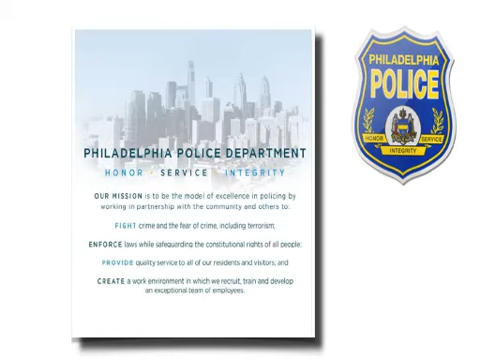 PHILADELPHIA POLICE DEPARTMENT
HONOR · SERVICE · INTEGRITY
OUR MISSION is to be the model of excellence in policing by
working in partnership with the community and others to:
FIGHT crime and the fear of crime, including terrorism;
ENFORCE laws while safeguarding the constitutional rights of all people;
PROVIDE quality service to all of our residents and visitors, and
CREATE a work environment in which we recruit, train and develop
an exceptional team of employees.
PHILADELPHIA
POLICE
HONOR SERVICE
INTEGRITY